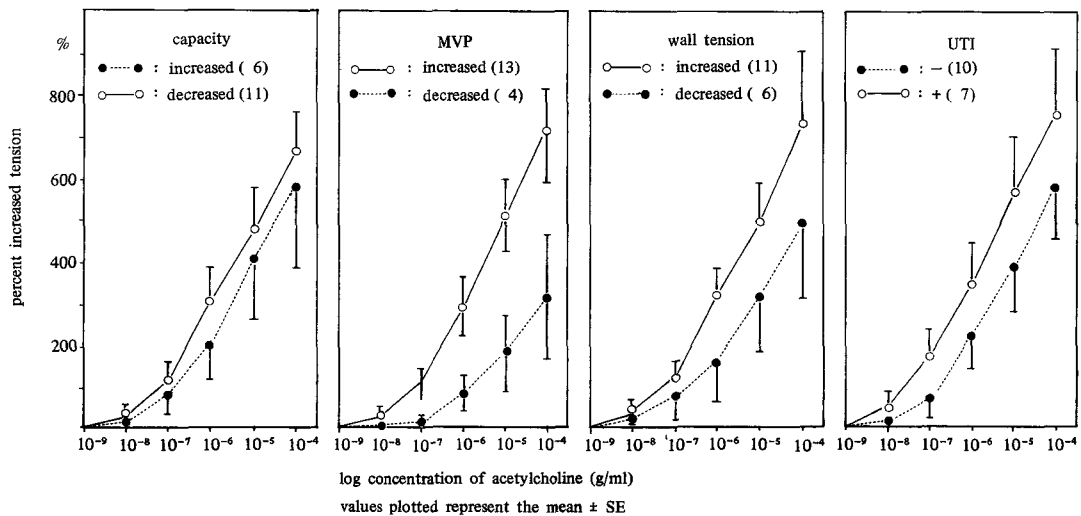 %
800
600
400
200
percent increased tension
capacity
●----● : increased ( 6)
○—○ : decreased (11)
10⁻⁹ 10⁻⁸ 10⁻⁷ 10⁻⁶ 10⁻⁵ 10⁻⁴
MVP
○—○ : increased (13)
●----● : decreased ( 4)
10⁻⁹ 10⁻⁸ 10⁻⁷ 10⁻⁶ 10⁻⁵ 10⁻⁴
wall tension
○—○ : increased (11)
●----● : decreased ( 6)
10⁻⁹ 10⁻⁸ 10⁻⁷ 10⁻⁶ 10⁻⁵ 10⁻⁴
UTI
●----● : − (10)
○—○ : + ( 7)
10⁻⁹ 10⁻⁸ 10⁻⁷ 10⁻⁶ 10⁻⁵ 10⁻⁴
log concentration of acetylcholine (g/ml)
values plotted represent the mean ± SE